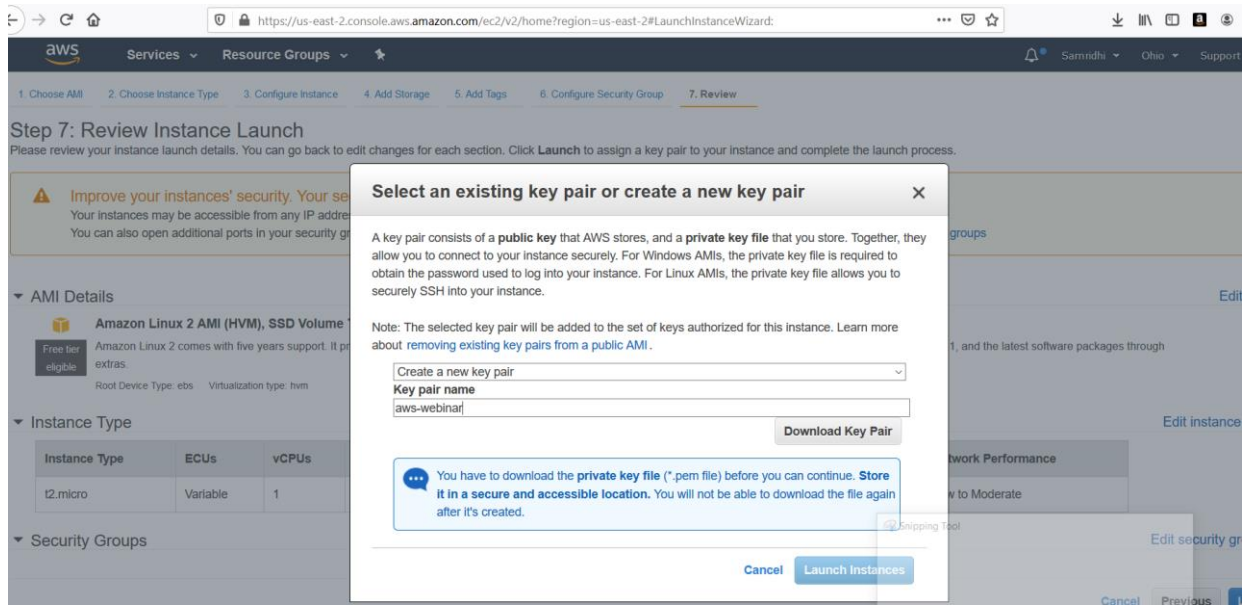 https://us-east-2.console.aws.amazon.com/ec2/v2/home?region=us-east-2#LaunchInstanceWizard:
aws Services Resource Groups Samridhi Ohio Support
1. Choose AMI 2. Choose Instance Type 3. Configure Instance 4. Add Storage 5. Add Tags 6. Configure Security Group 7. Review
Step 7: Review Instance Launch
Please review your instance launch details. You can go back to edit changes for each section. Click Launch to assign a key pair to your instance and complete the launch process.
Improve your instances' security. Your se
Your instances may be accessible from any IP addre
You can also open additional ports in your security gr
groups
AMI Details
Edit
Amazon Linux 2 AMI (HVM), SSD Volume
Free tier eligible
Amazon Linux 2 comes with five years support. It pr
1, and the latest software packages through
extras.
Root Device Type: ebs Virtualization type: hvm
Instance Type
Edit instance
Instance Type ECUs vCPUs
twork Performance
t2.micro Variable 1
w to Moderate
Security Groups
Edit security gr
Select an existing key pair or create a new key pair
A key pair consists of a public key that AWS stores, and a private key file that you store. Together, they
allow you to connect to your instance securely. For Windows AMIs, the private key file is required to
obtain the password used to log into your instance. For Linux AMIs, the private key file allows you to
securely SSH into your instance.
Note: The selected key pair will be added to the set of keys authorized for this instance. Learn more
about removing existing key pairs from a public AMI.
Create a new key pair
Key pair name
aws-webinar
Download Key Pair
You have to download the private key file (*.pem file) before you can continue. Store
it in a secure and accessible location. You will not be able to download the file again
after it's created.
Snipping Tool
Cancel Launch Instances
Cancel Previous